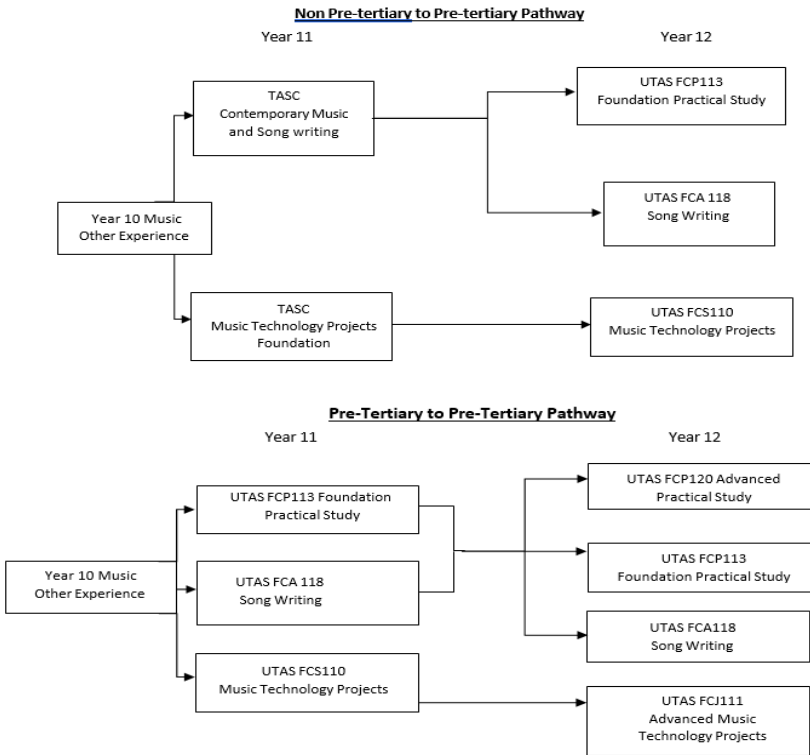 Non Pre-tertiary to Pre-tertiary Pathway
Year 11
Year 12
TASC
Contemporary Music
and Song writing
UTAS FCP113
Foundation Practical Study
UTAS FCA 118
Song Writing
Year 10 Music
Other Experience
TASC
Music Technology Projects
Foundation
UTAS FCS110
Music Technology Projects
Pre-Tertiary to Pre-Tertiary Pathway
Year 11
Year 12
UTAS FCP113 Foundation
Practical Study
UTAS FCP120 Advanced
Practical Study
Year 10 Music
Other Experience
UTAS FCA 118
Song Writing
UTAS FCP113
Foundation Practical Study
UTAS FCA118
Song Writing
UTAS FCS110
Music Technology Projects
UTAS FCJ111
Advanced Music
Technology Projects